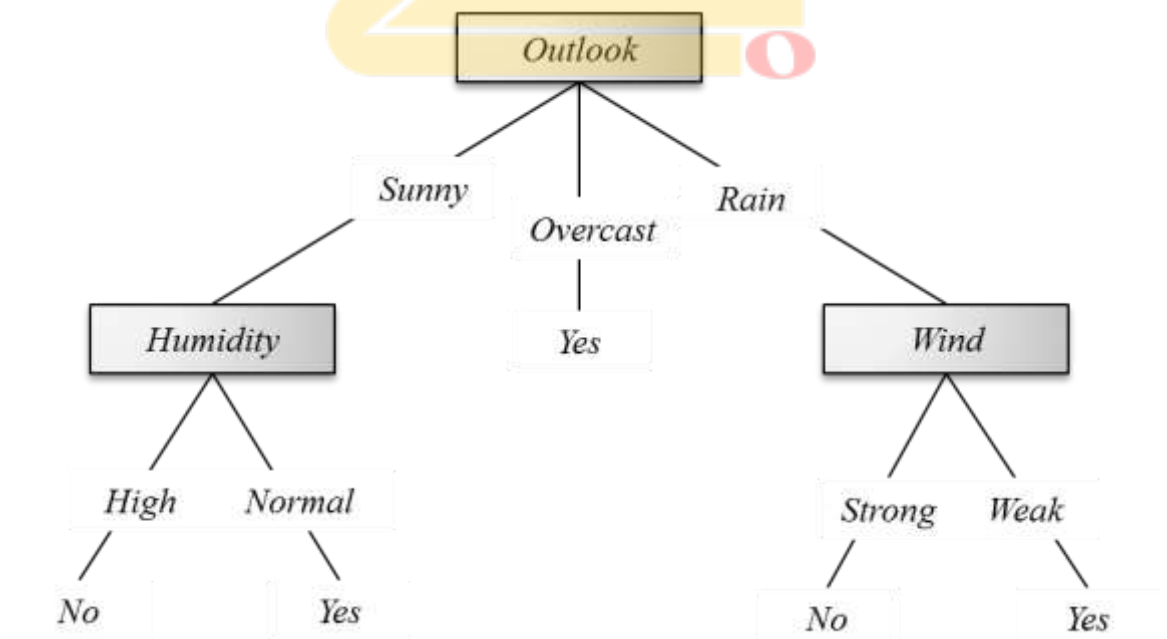 Outlook
Sunny
Overcast
Rain
Humidity
Yes
Wind
High Normal
Strong Weak
No
Yes
No
Yes